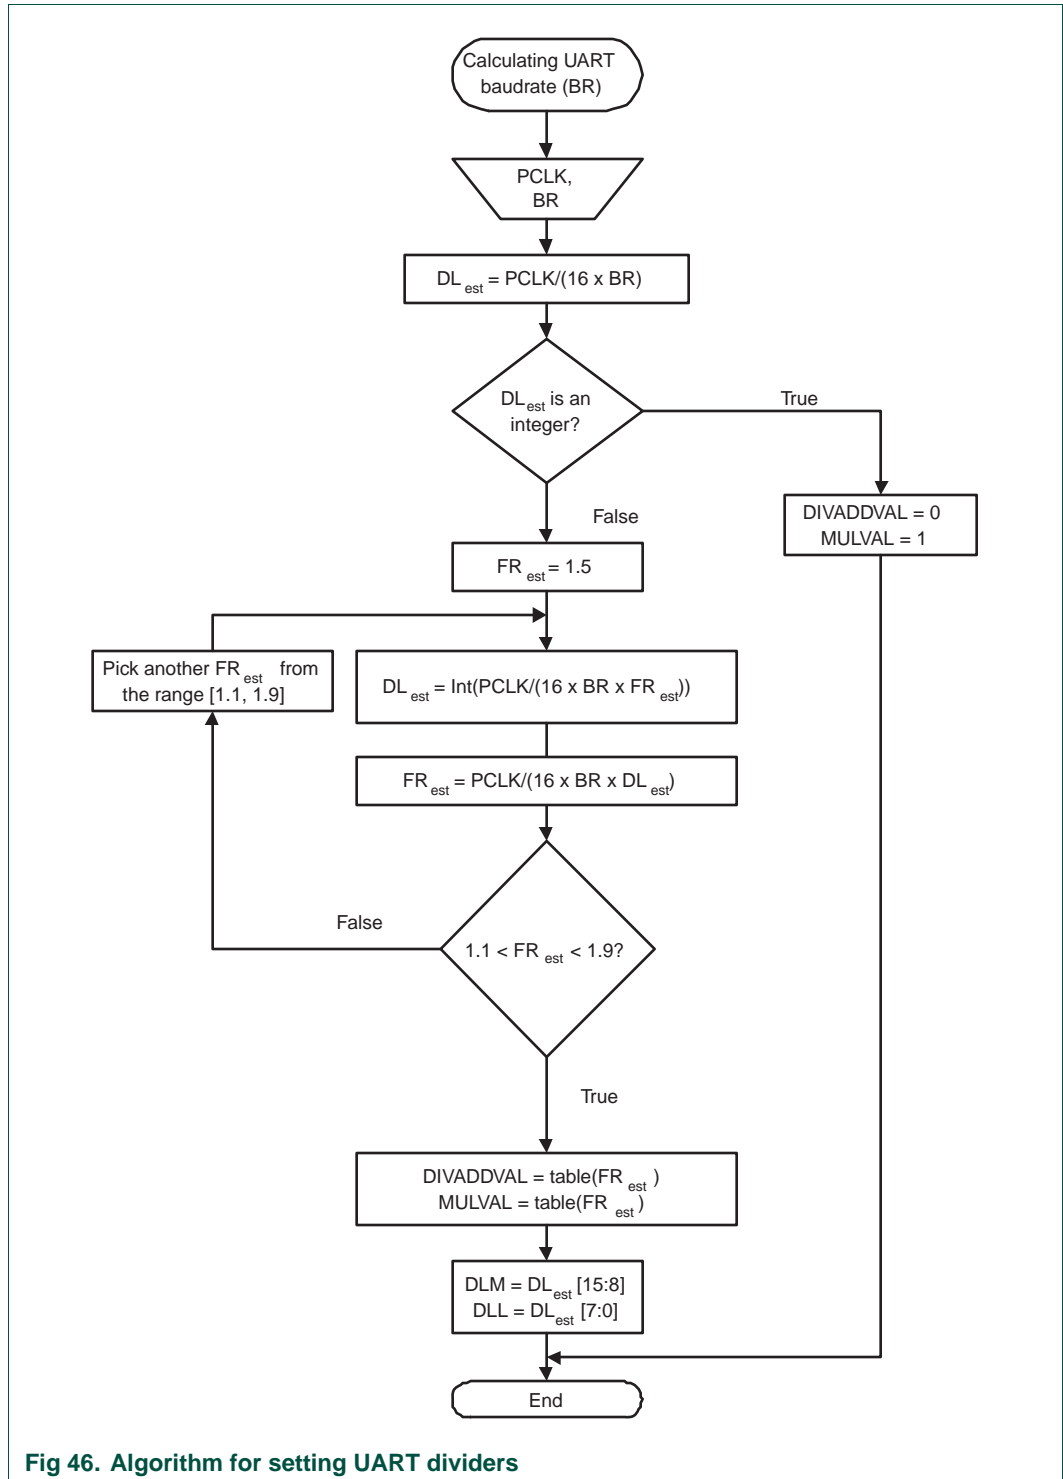 Calculating UART
baudrate (BR)
PCLK,
BR
DL est = PCLK/(16 x BR)
DL est is an
integer?
True
False
DIVADDVAL = 0
MULVAL = 1
FR est = 1.5
Pick another FR est from
the range [1.1, 1.9]
DL est = Int(PCLK/(16 x BR x FR est))
FR est = PCLK/(16 x BR x DL est)
False
1.1 < FR est < 1.9?
True
DIVADDVAL = table(FR est )
MULVAL = table(FR est )
DLM = DL est [15:8]
DLL = DL est [7:0]
End
Fig 46. Algorithm for setting UART dividers